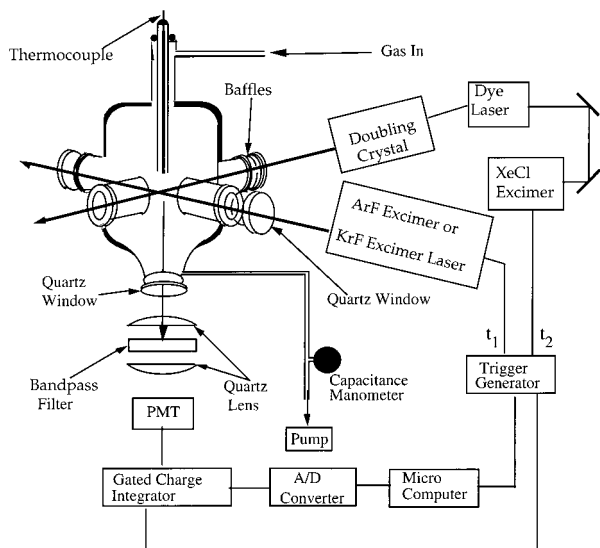 Thermocouple
Gas In
Baffles
Dye
Laser
Doubling
Crystal
XeCl
Excimer
ArF Excimer or
KrF Excimer Laser
Quartz
Window
Quartz Window
t1
t2
Bandpass
Filter
Quartz
Lens
Capacitance
Manometer
Trigger
Generator
PMT
Pump
Gated Charge
Integrator
A/D
Converter
Micro
Computer